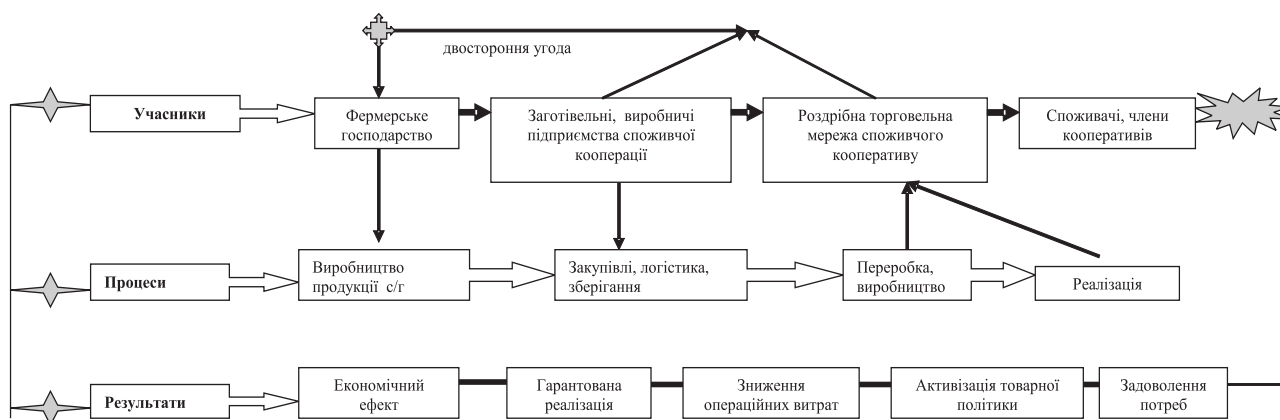 двостороння угода
Учасники
Фермерське
господарство
Заготівельні, виробничі
підприємства споживчої
кооперації
Роздрібна торговельна
мережа споживчого
кооперативу
Споживачі, члени
кооперативів
Процеси
Виробництво
продукції с/г
Закупівлі, логістика,
зберігання
Переробка,
виробництво
Реалізація
Результати
Економічний
ефект
Гарантована
реалізація
Зниження
операційних витрат
Активізація товарної
політики
Задоволення
потреб